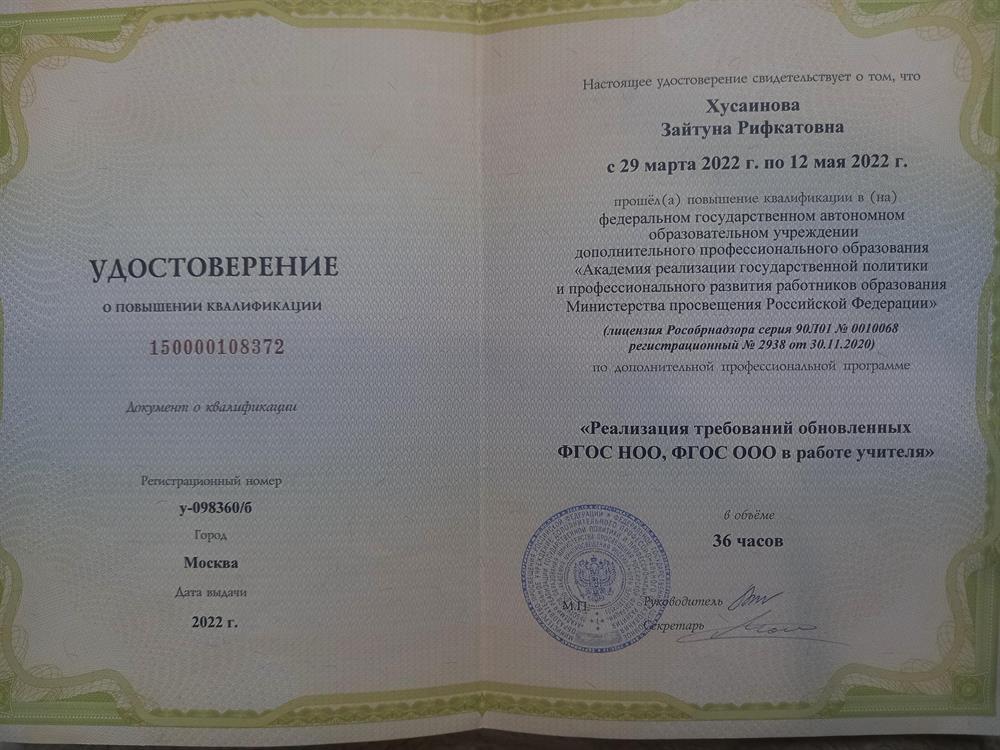 УДОСТОВЕРЕНИЕ
О ПОВЫШЕНИИ КВАЛИФИКАЦИИ
150000108372
Документ о квалификации
Регистрационный номер
у-098360/б
Город
Москва
Дата выдачи
2022 г.
Настоящее удостоверение свидетельствует о том, что
Хусаинова
Зайтуна Рифкатовна
с 29 марта 2022 г. по 12 мая 2022 г.
прошёл(а) повышение квалификации в (на)
федеральном государственном автономном
образовательном учреждении
дополнительного профессионального образования
«Академия реализации государственной политики
и профессионального развития работников образования
Министерства просвещения Российской Федерации»
(лицензия Рособрнадзора серия 90Л01 № 0010068
регистрационный № 2938 от 30.11.2020)
по дополнительной профессиональной программе
«Реализация требований обновленных
ФГОС НОО, ФГОС ООО в работе учителя»
в объёме
36 часов
М.П.
Руководитель
Секретарь